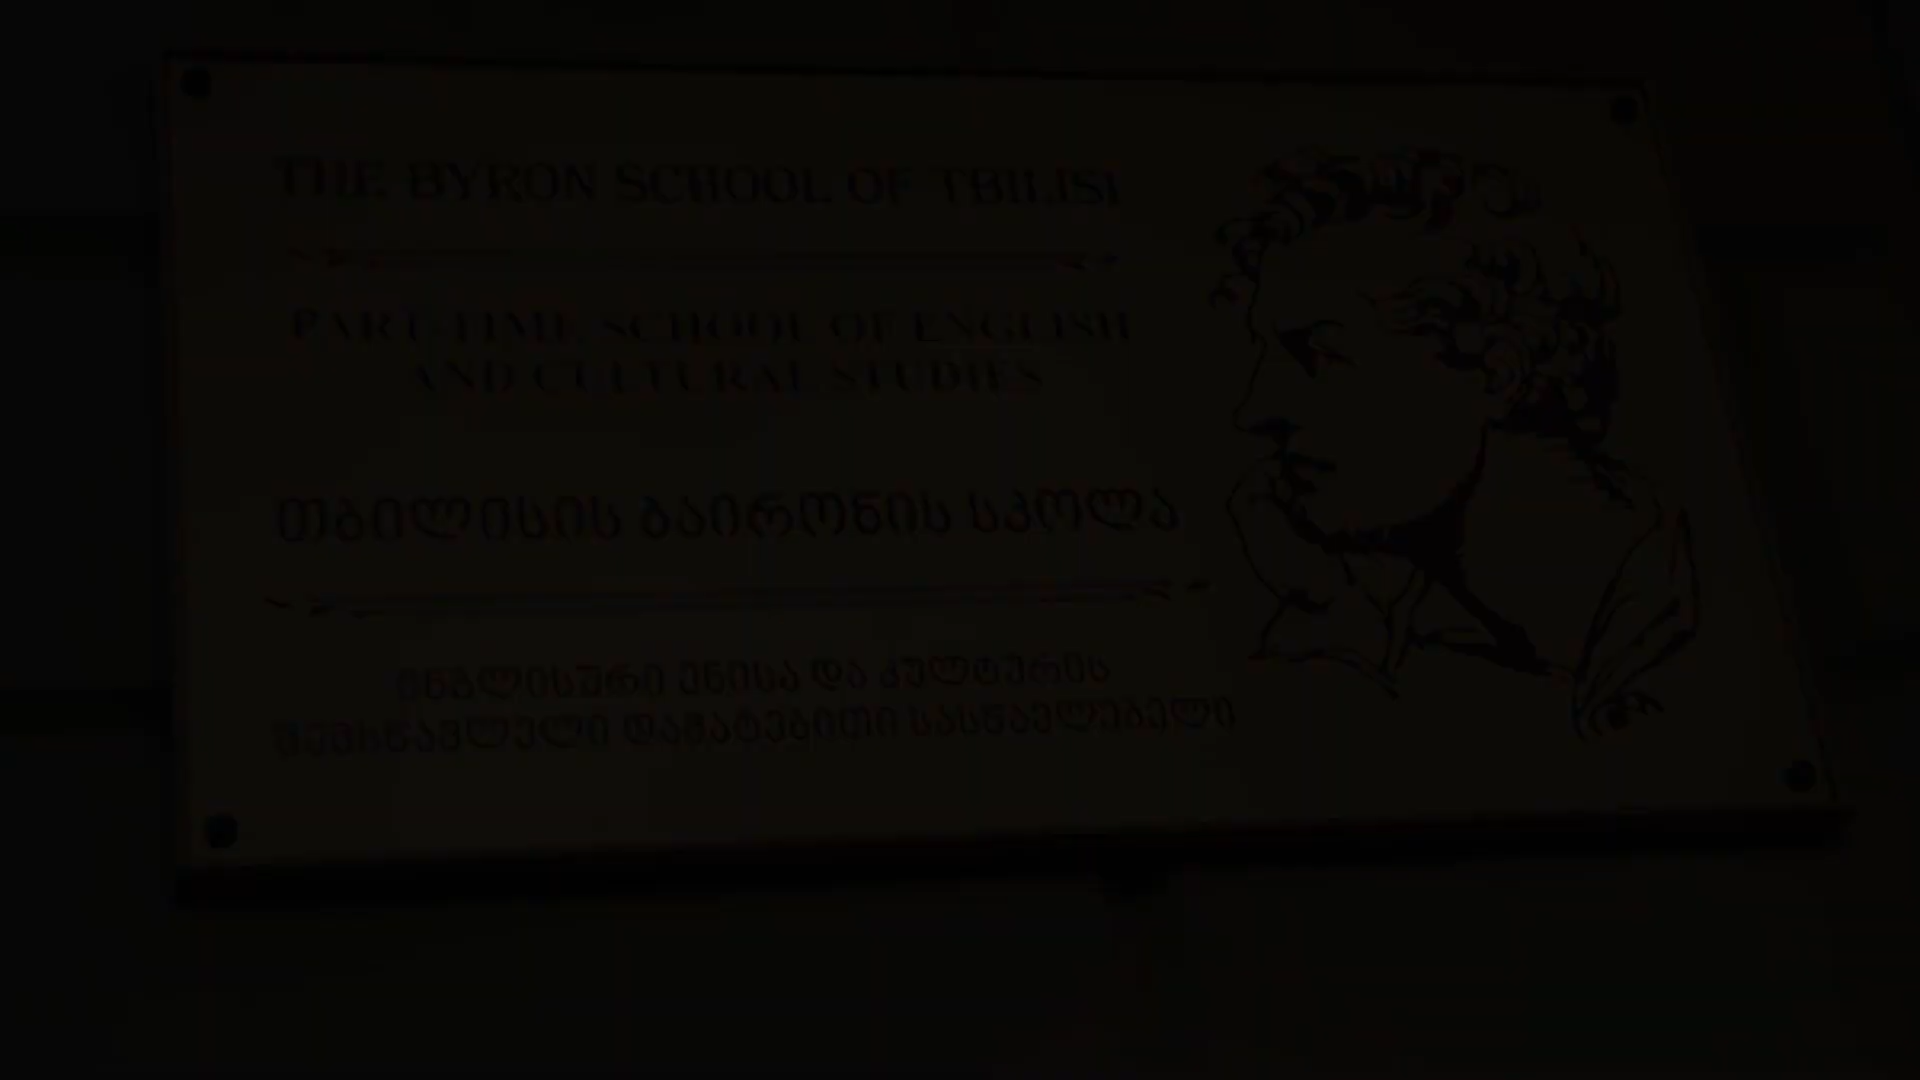 THE BYRON SCHOOL OF TBILISI
PART-TIME SCHOOL OF ENGLISH
AND CULTURAL STUDIES
თბილისის ბაირონის სკოლა
ინგლისური ენისა და კულტურის
შემსწავლელი დამატებითი სასწავლებელი